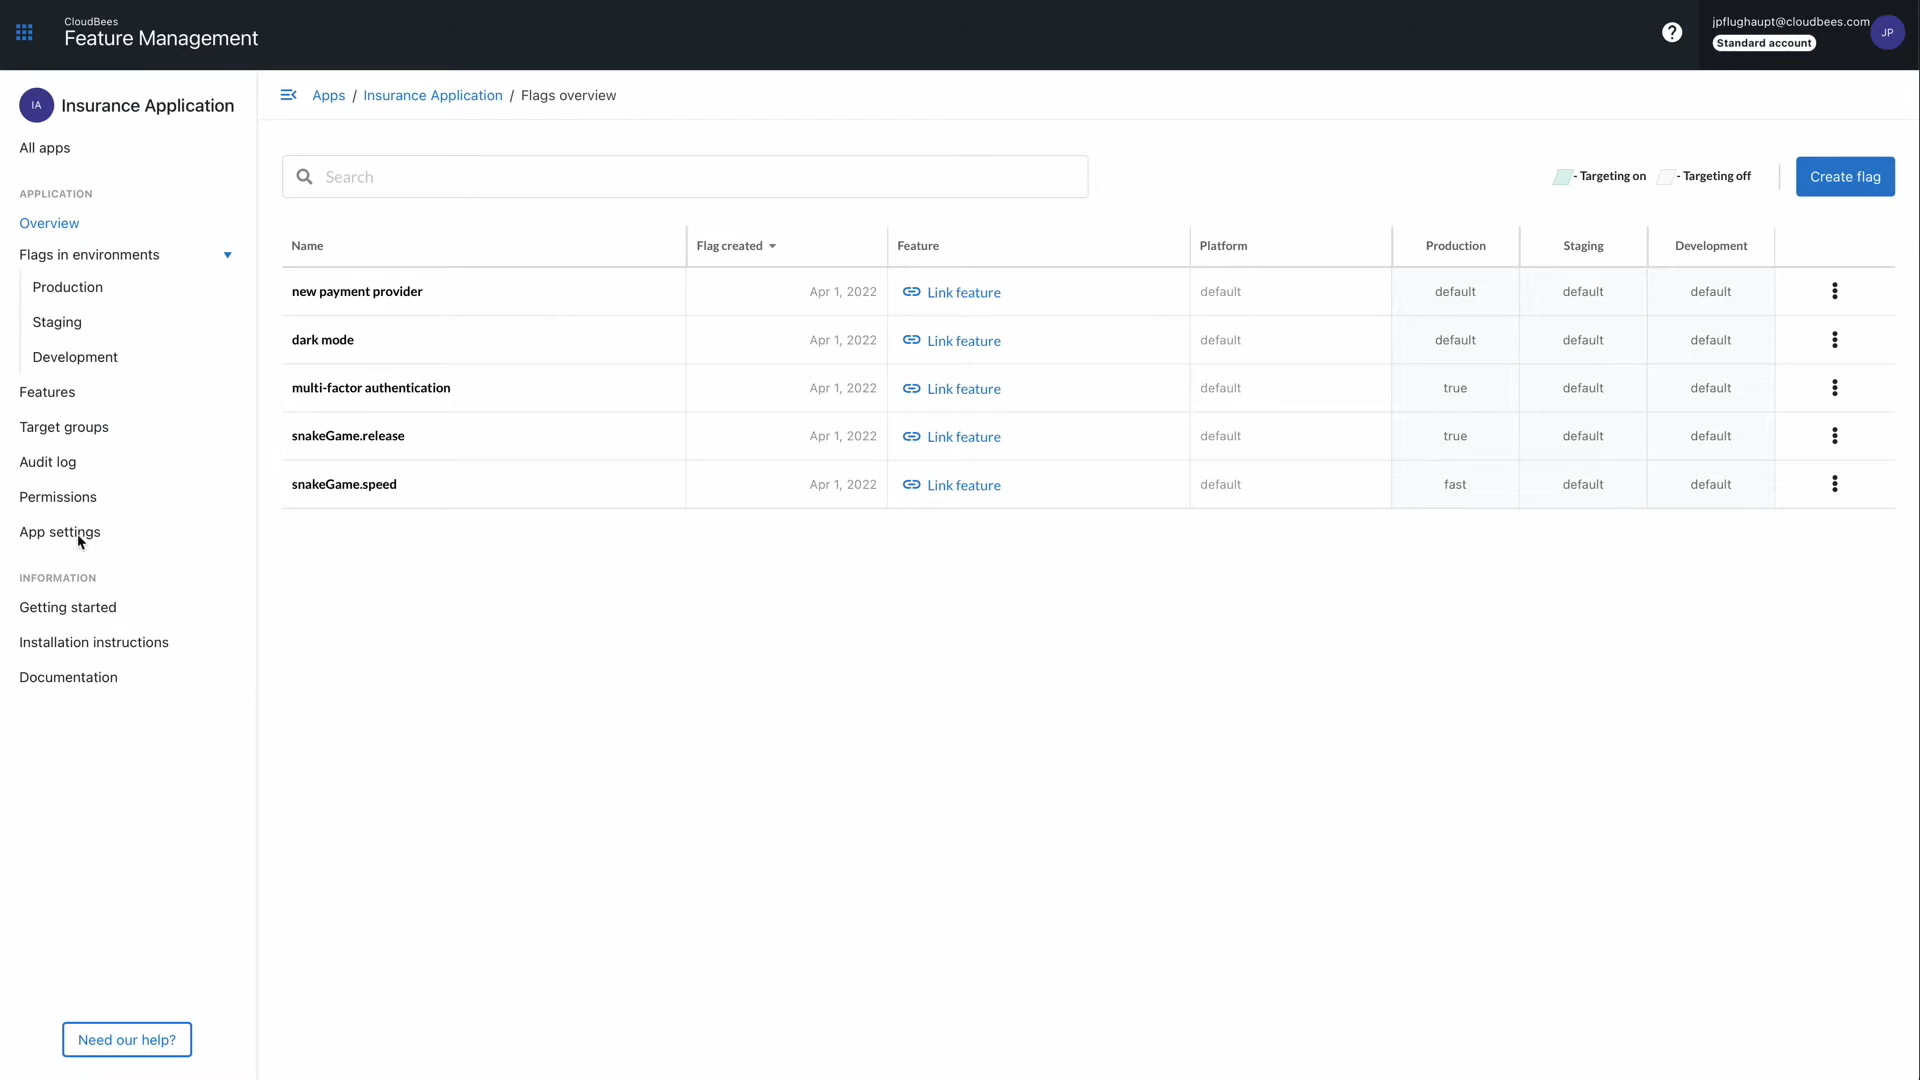 CloudBees
Feature Management
jpflughaupt@cloudbees.com
Standard account
JP
IA Insurance Application
All apps
APPLICATION
Overview
Flags in environments
Production
Staging
Development
Features
Target groups
Audit log
Permissions
App settings
INFORMATION
Getting started
Installation instructions
Documentation
Need our help?
Apps / Insurance Application / Flags overview
Search
- Targeting on - Targeting off
Create flag
Name Flag created Feature Platform Production Staging Development
new payment provider Apr 1, 2022 Link feature default default default default
dark mode Apr 1, 2022 Link feature default default default default
multi-factor authentication Apr 1, 2022 Link feature default true default default
snakeGame.release Apr 1, 2022 Link feature default true default default
snakeGame.speed Apr 1, 2022 Link feature default fast default default